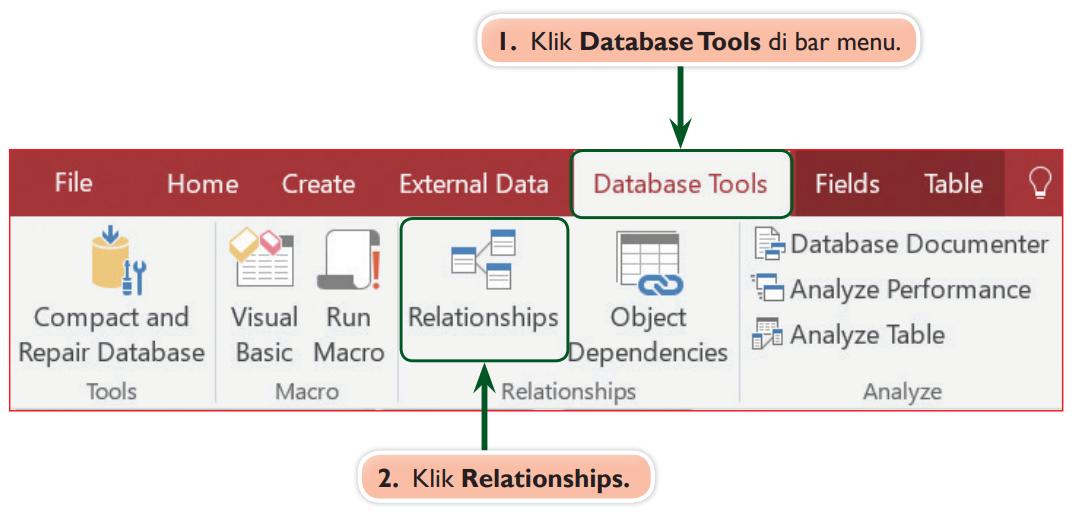 1. Klik Database Tools di bar menu.
File Home Create External Data Database Tools Fields Table
Compact and
Repair Database
Tools
Visual
Basic
Run
Macro
Macro
Relationships
Object
Dependencies
Relationships
Database Documenter
Analyze Performance
Analyze Table
Analyze
2. Klik Relationships.